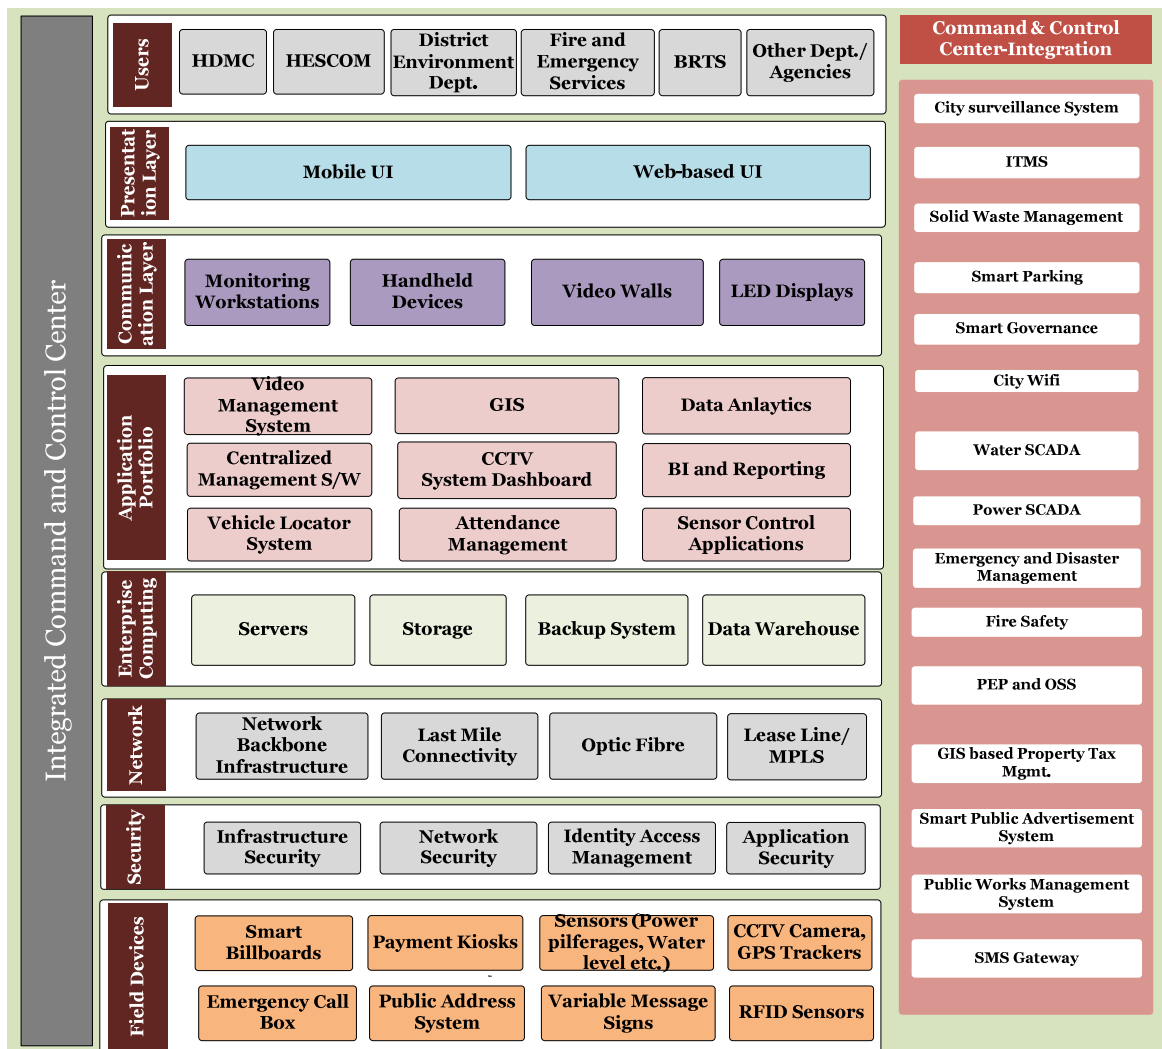 Integrated Command and Control Center
Users
HDMC
HESCOM
District
Environment
Dept.
Fire and
Emergency
Services
BRTS
Other Dept./
Agencies
Presentat
ion Layer
Mobile UI
Web-based UI
Communic
ation Layer
Monitoring
Workstations
Handheld
Devices
Video Walls
LED Displays
Application
Portfolio
Video
Management
System
GIS
Data Anlaytics
Centralized
Management S/W
CCTV
System Dashboard
BI and Reporting
Vehicle Locator
System
Attendance
Management
Sensor Control
Applications
Enterprise
Computing
Servers
Storage
Backup System
Data Warehouse
Network
Network
Backbone
Infrastructure
Last Mile
Connectivity
Optic Fibre
Lease Line/
MPLS
Security
Infrastructure
Security
Network
Security
Identity Access
Management
Application
Security
Field Devices
Smart
Billboards
Payment Kiosks
Sensors (Power
pilferages, Water
level etc.)
CCTV Camera,
GPS Trackers
Emergency Call
Box
Public Address
System
Variable Message
Signs
RFID Sensors
Command & Control
Center-Integration
City surveillance System
ITMS
Solid Waste Management
Smart Parking
Smart Governance
City Wifi
Water SCADA
Power SCADA
Emergency and Disaster
Management
Fire Safety
PEP and OSS
GIS based Property Tax
Mgmt.
Smart Public Advertisement
System
Public Works Management
System
SMS Gateway